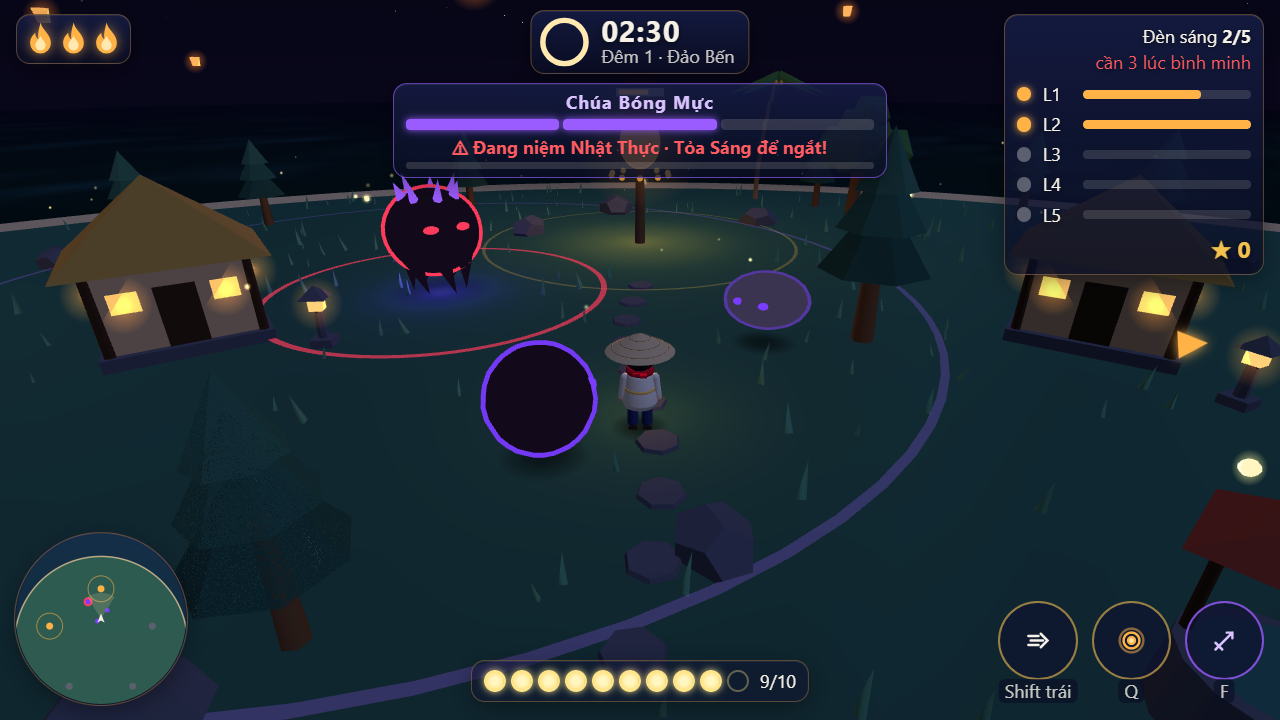 02:30
Đêm 1 · Đảo Bến
Chúa Bóng Mực
⚠ Đang niệm Nhật Thực · Tỏa Sáng để ngắt!
Đèn sáng 2/5
cần 3 lúc bình minh
L1
L2
L3
L4
L5
★ 0
9/10
Shift trái
Q
F